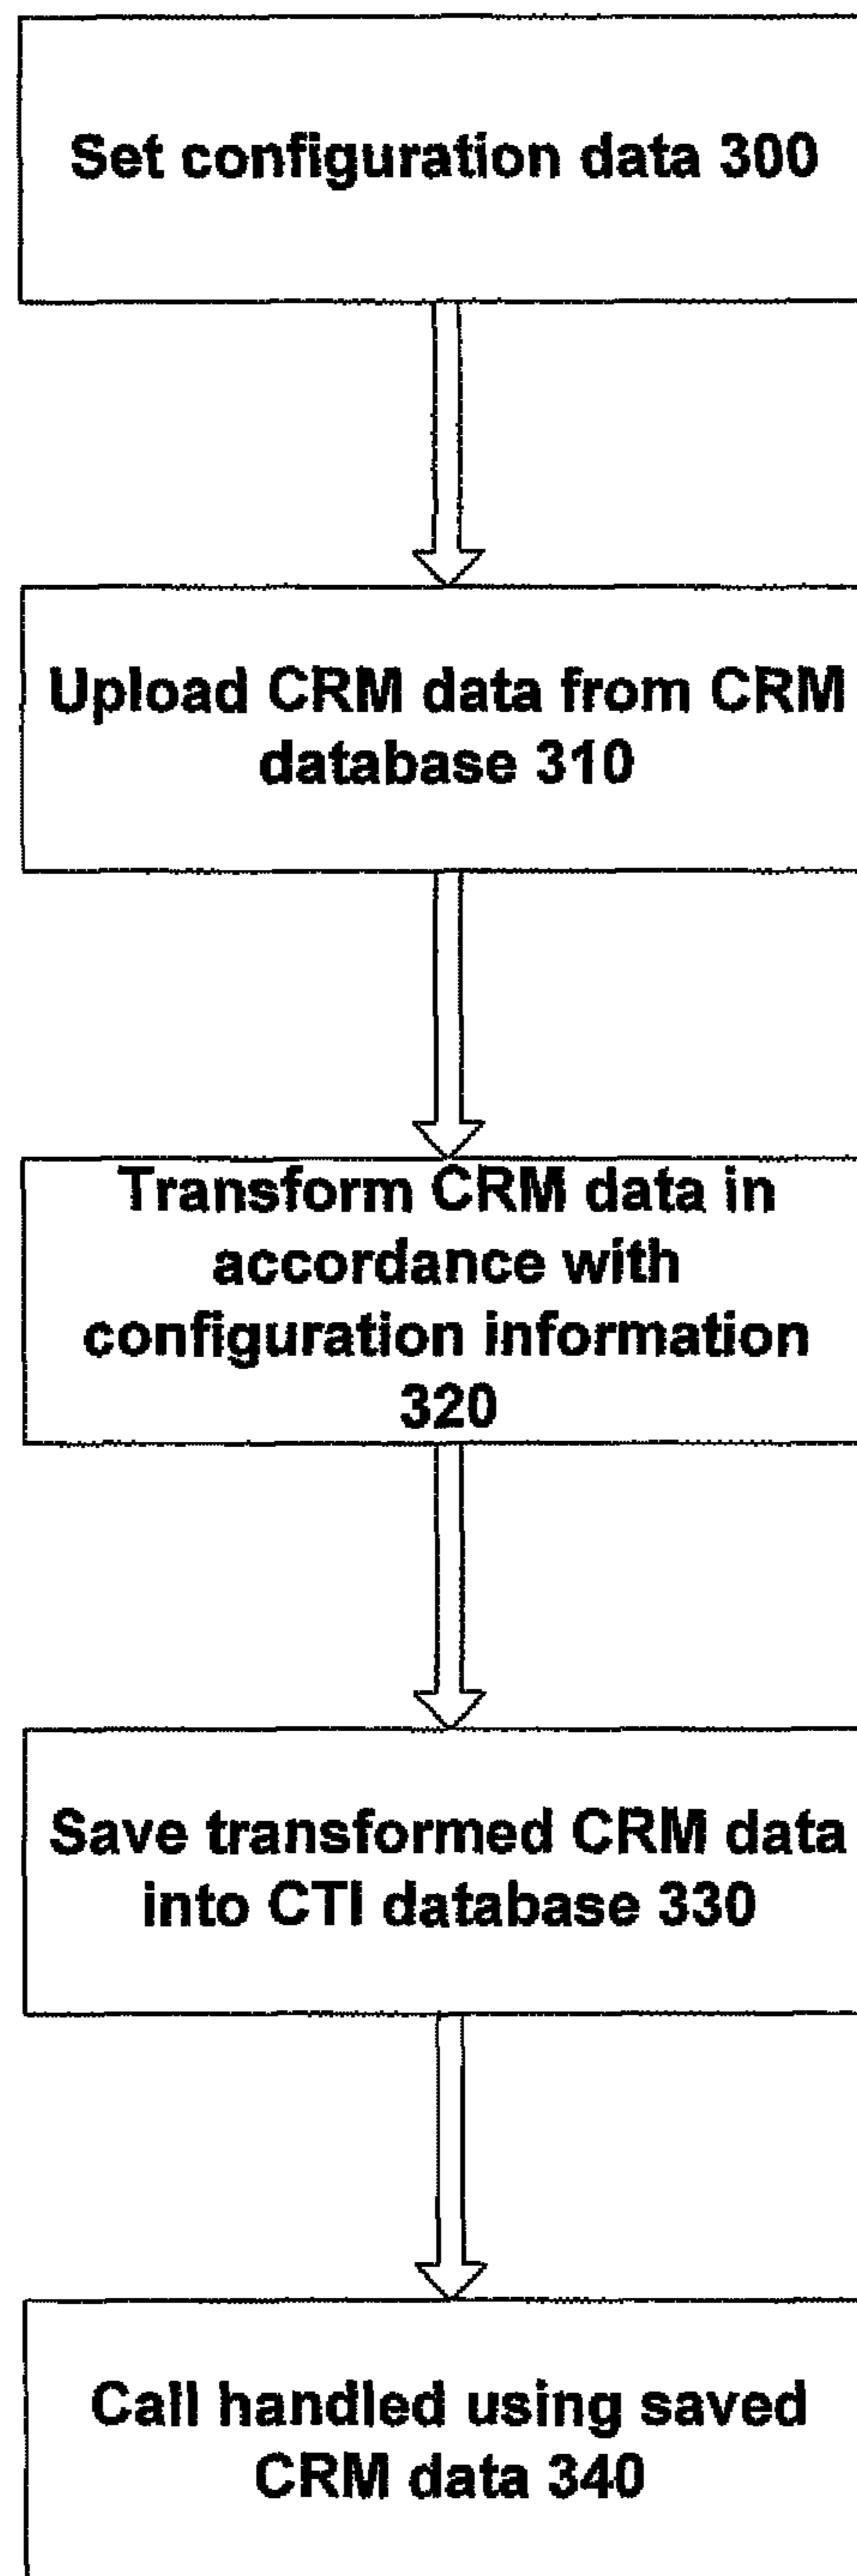 Set configuration data 300
Upload CRM data from CRM
database 310
Transform CRM data in
accordance with
configuration information
320
Save transformed CRM data
into CTI database 330
Call handled using saved
CRM data 340